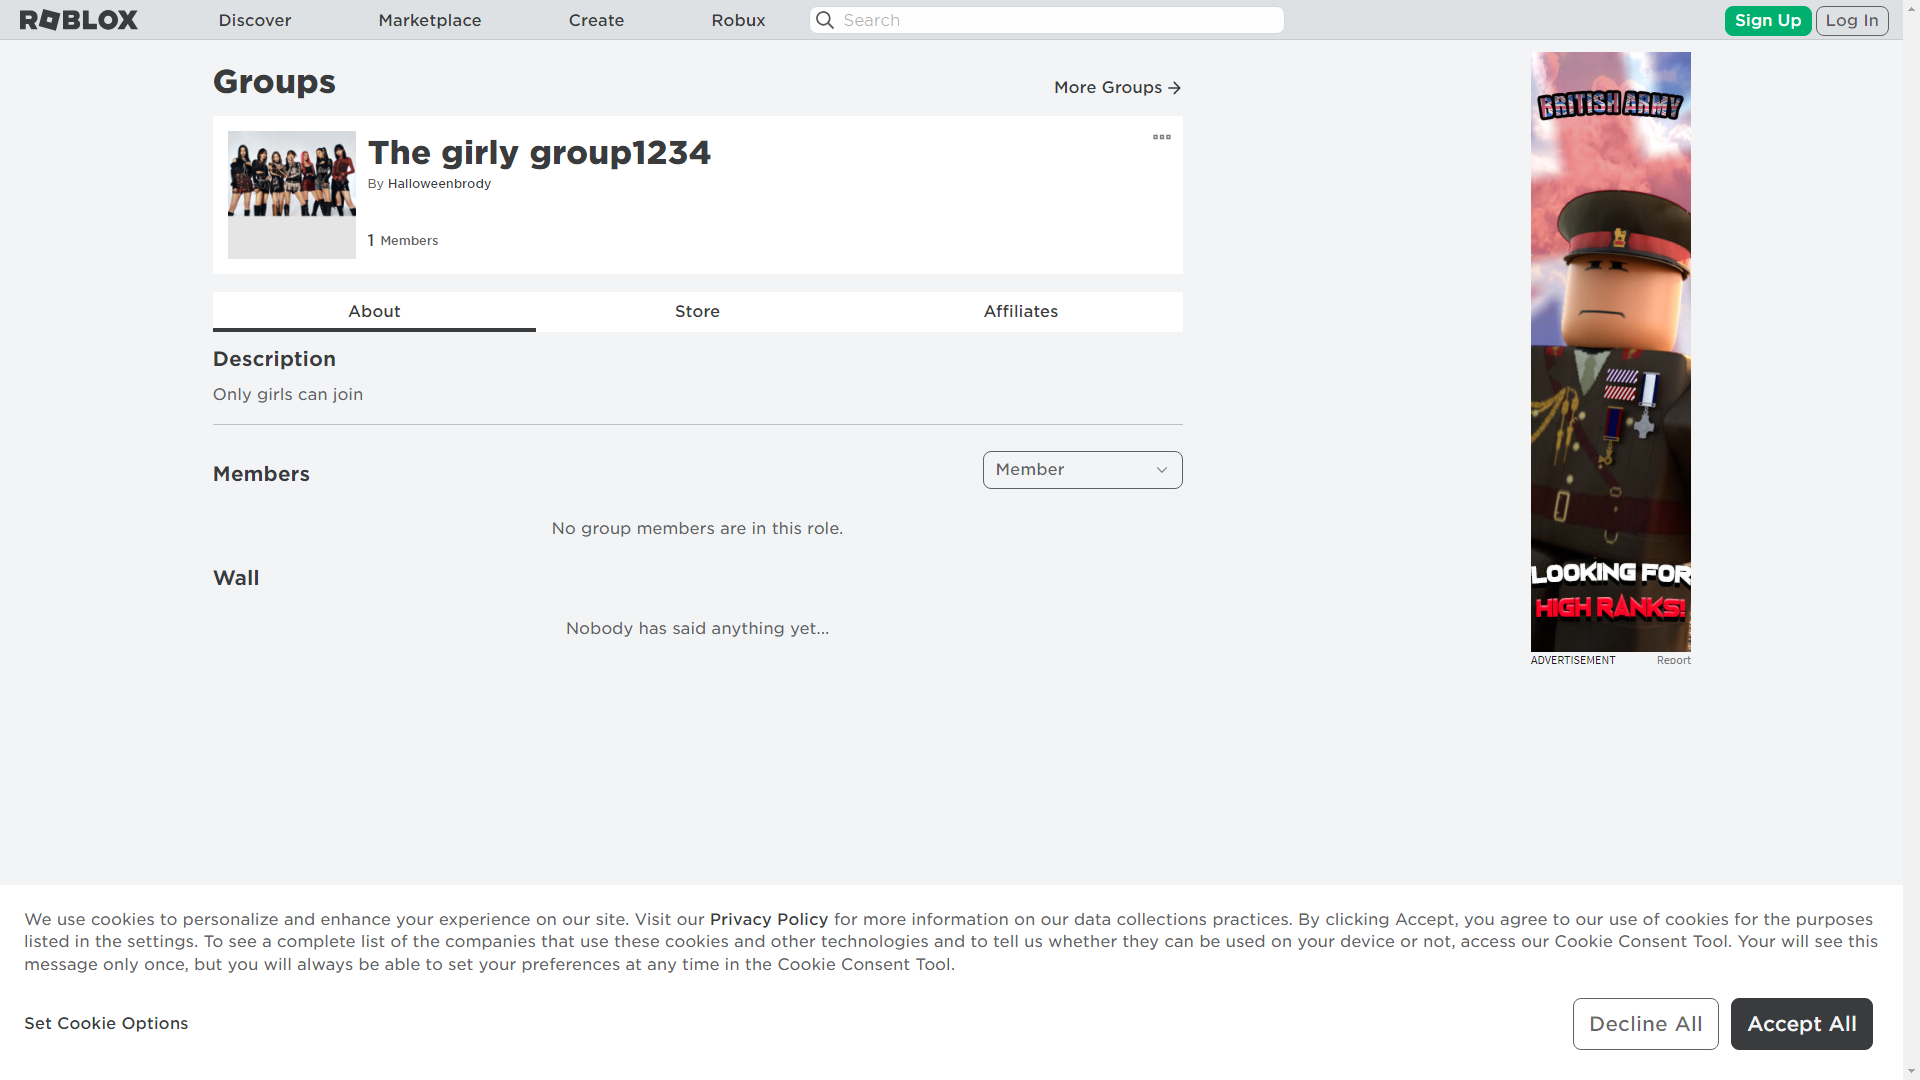 ROBLOX
Discover
Marketplace
Create
Robux
Search
Sign Up
Log In
Groups
More Groups
The girly group1234
By Halloweenbrody
1 Members
About
Store
Affiliates
Description
Only girls can join
Members
Member
No group members are in this role.
Wall
Nobody has said anything yet...
BRITISH ARMY
LOOKING FOR
HIGH RANKS!
ADVERTISEMENT
Report
We use cookies to personalize and enhance your experience on our site. Visit our Privacy Policy for more information on our data collections practices. By clicking Accept, you agree to our use of cookies for the purposes
listed in the settings. To see a complete list of the companies that use these cookies and other technologies and to tell us whether they can be used on your device or not, access our Cookie Consent Tool. Your will see this
message only once, but you will always be able to set your preferences at any time in the Cookie Consent Tool.
Set Cookie Options
Decline All
Accept All